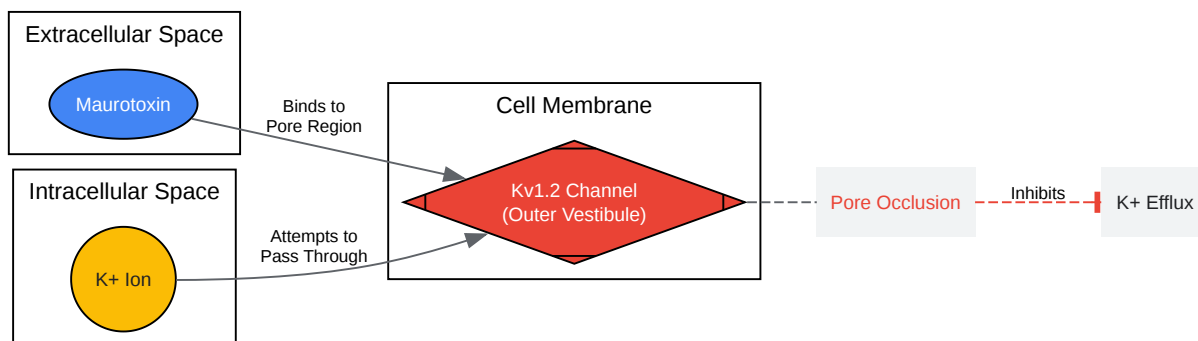 Extracellular Space
Maurotoxin
Binds to
Pore Region
Cell Membrane
Intracellular Space
K+ Ion
Attempts to
Pass Through
Kv1.2 Channel
(Outer Vestibule)
Pore Occlusion
Inhibits
K+ Efflux